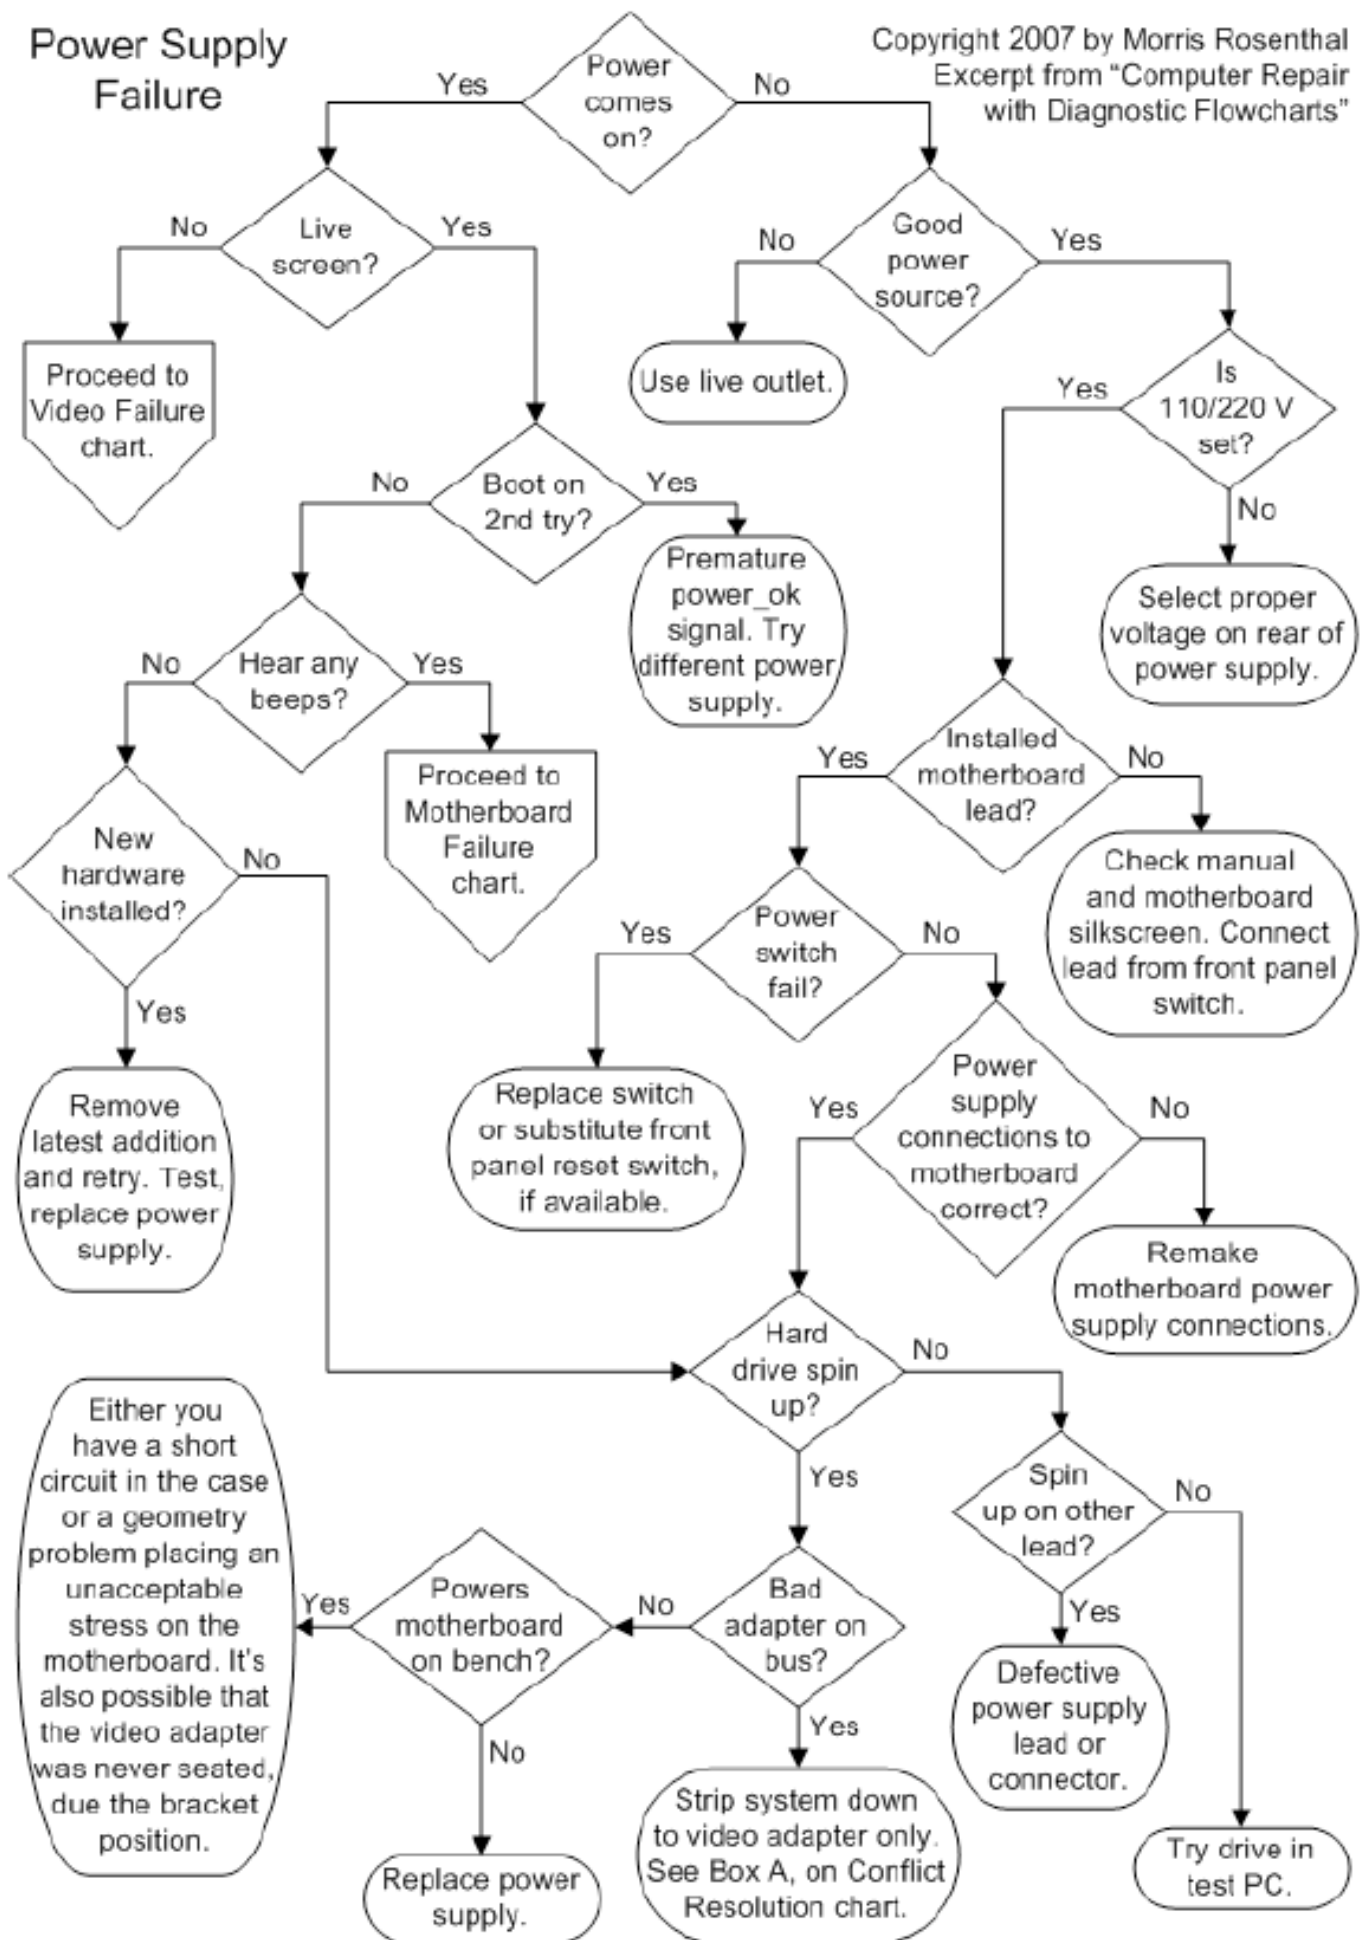 Power Supply
Failure
Copyright 2007 by Morris Rosenthal
Excerpt from “Computer Repair
with Diagnostic Flowcharts”
Power
comes
on?
Yes
No
Live
screen?
No
Yes
Good
power
source?
No
Yes
Proceed to
Video Failure
chart.
Use live outlet.
Is
110/220 V
set?
Yes
No
Boot on
2nd try?
No
Yes
Premature
power_ok
signal. Try
different power
supply.
Select proper
voltage on rear of
power supply.
Hear any
beeps?
No
Yes
Installed
motherboard
lead?
Yes
No
Proceed to
Motherboard
Failure
chart.
New
hardware
installed?
No
Yes
Check manual
and motherboard
silkscreen. Connect
lead from front panel
switch.
Power
switch
fail?
Yes
No
Remove
latest addition
and retry. Test,
replace power
supply.
Replace switch
or substitute front
panel reset switch,
if available.
Power
supply
connections to
motherboard
correct?
Yes
No
Remake
motherboard power
supply connections.
Hard
drive spin
up?
No
Yes
Either you
have a short
circuit in the case
or a geometry
problem placing an
unacceptable
stress on the
motherboard. It's
also possible that
the video adapter
was never seated,
due the bracket
position.
Spin
up on other
lead?
No
Yes
Powers
motherboard
on bench?
Yes
No
Bad
adapter on
bus?
No
Yes
Defective
power supply
lead or
connector.
Replace power
supply.
Strip system down
to video adapter only.
See Box A, on Conflict
Resolution chart.
Try drive in
test PC.